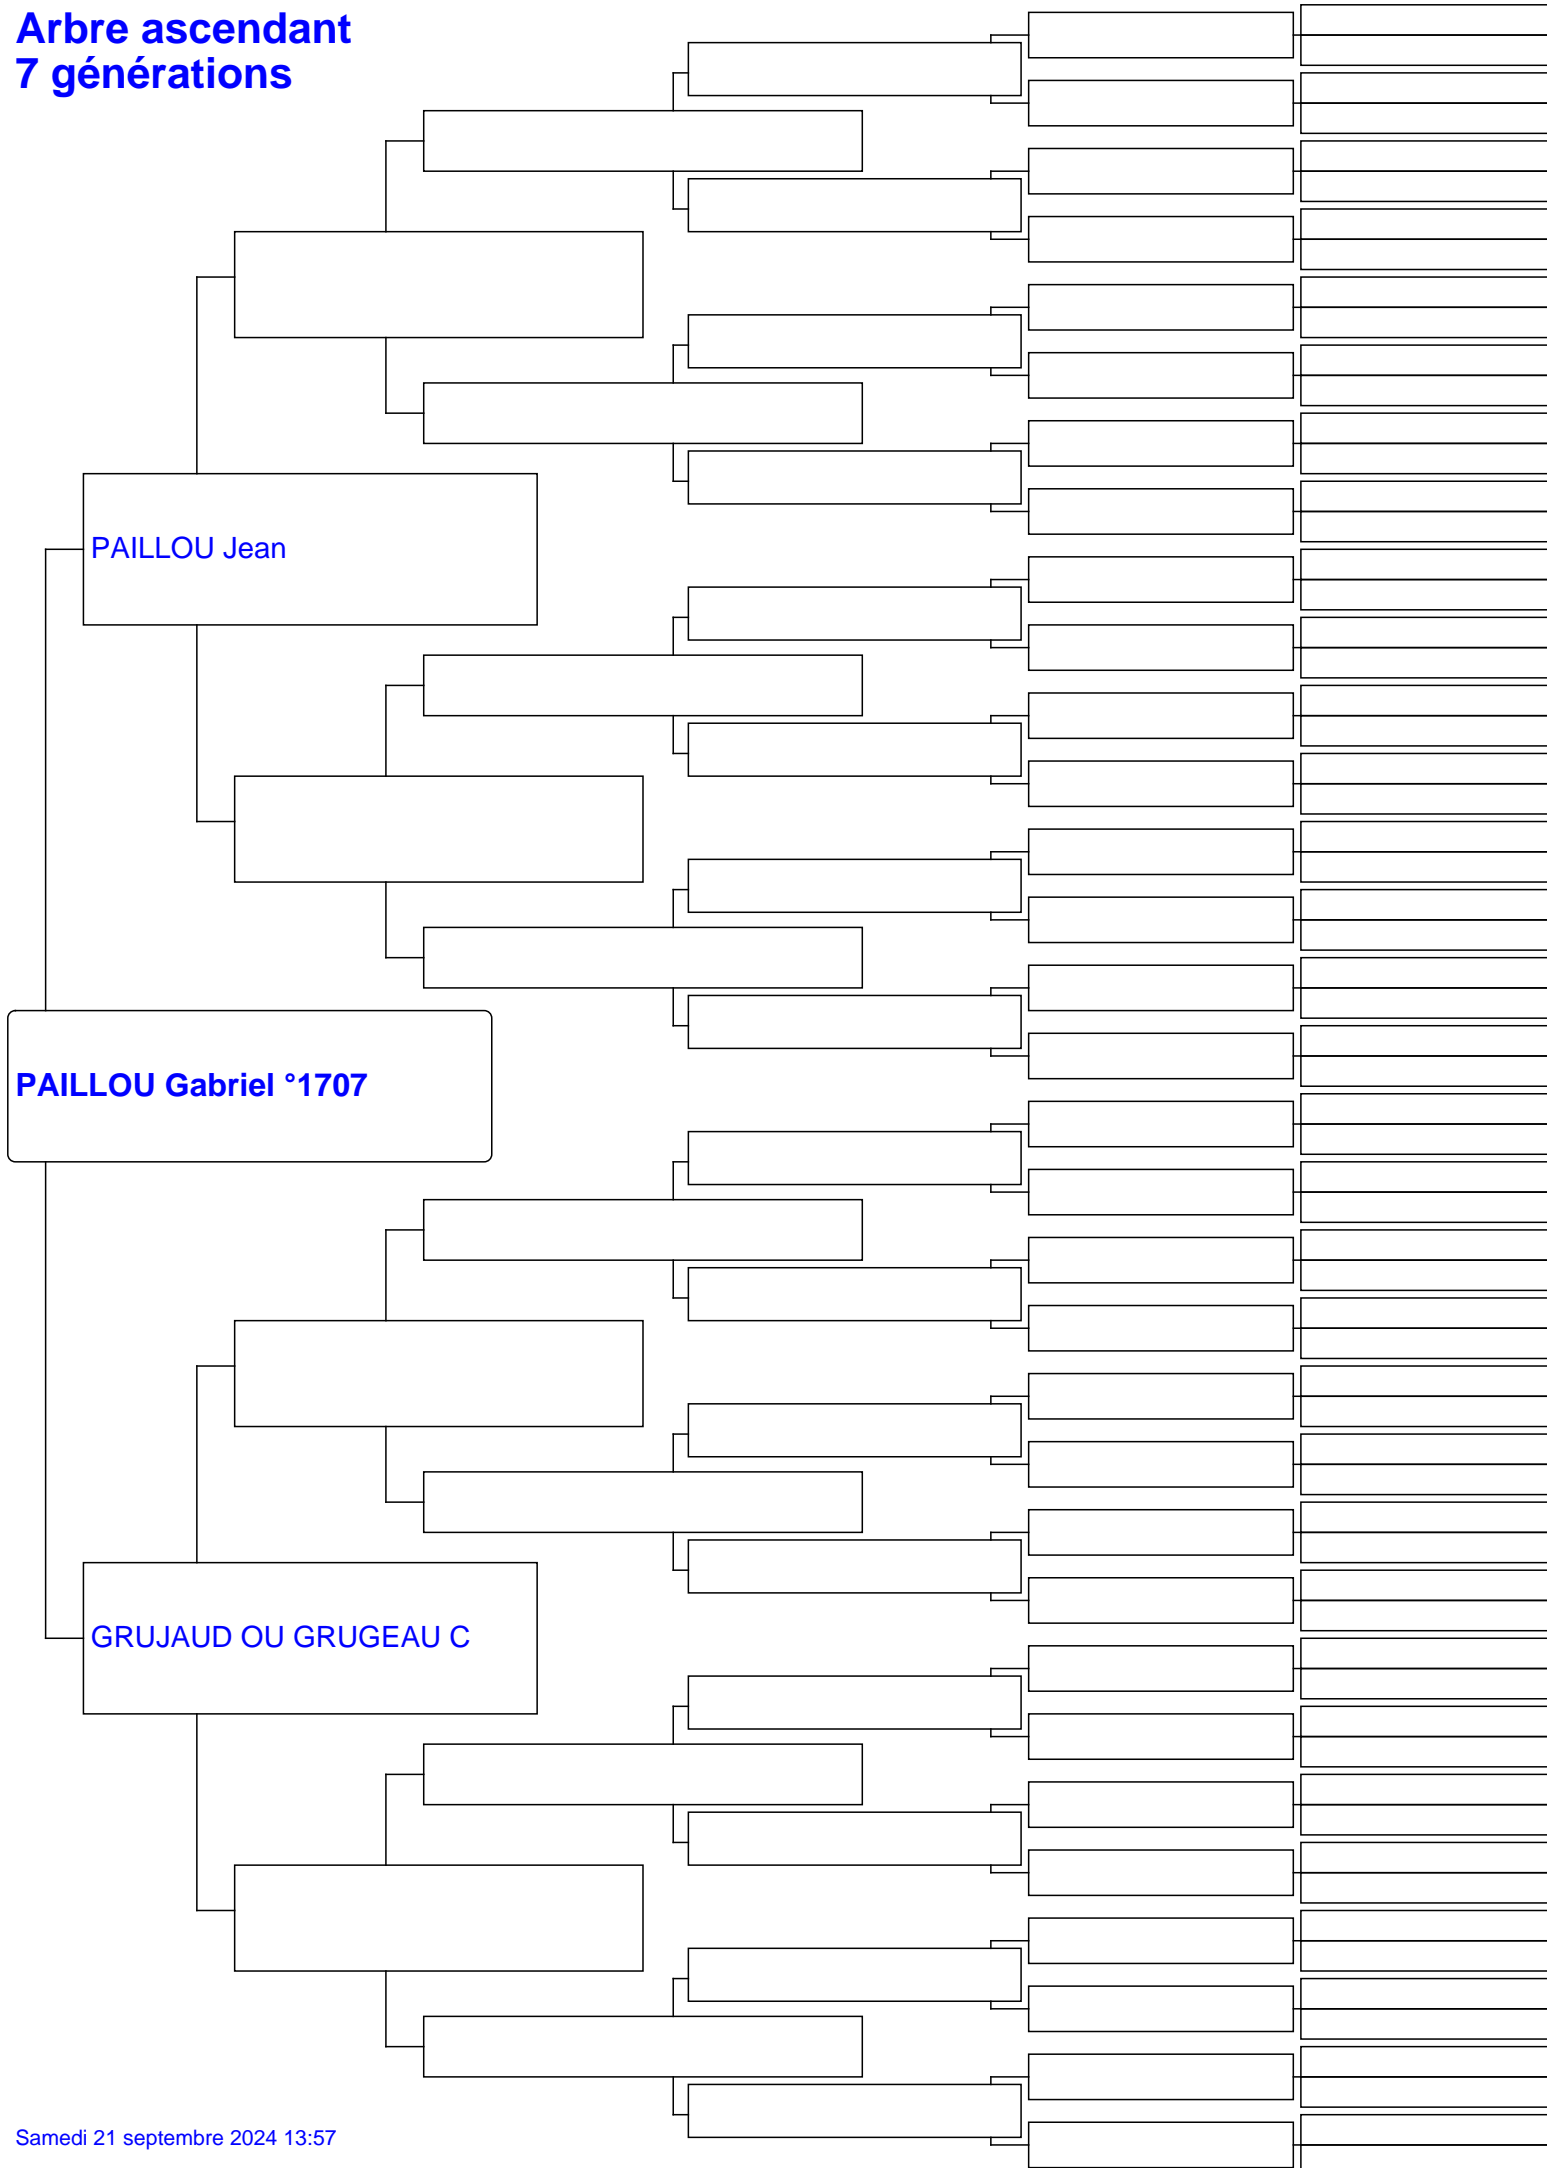 Arbre ascendant
7 générations
PAILLOU Jean
PAILLOU Gabriel °1707
GRUJAUD OU GRUGEAU C
Samedi 21 septembre 2024 13:57